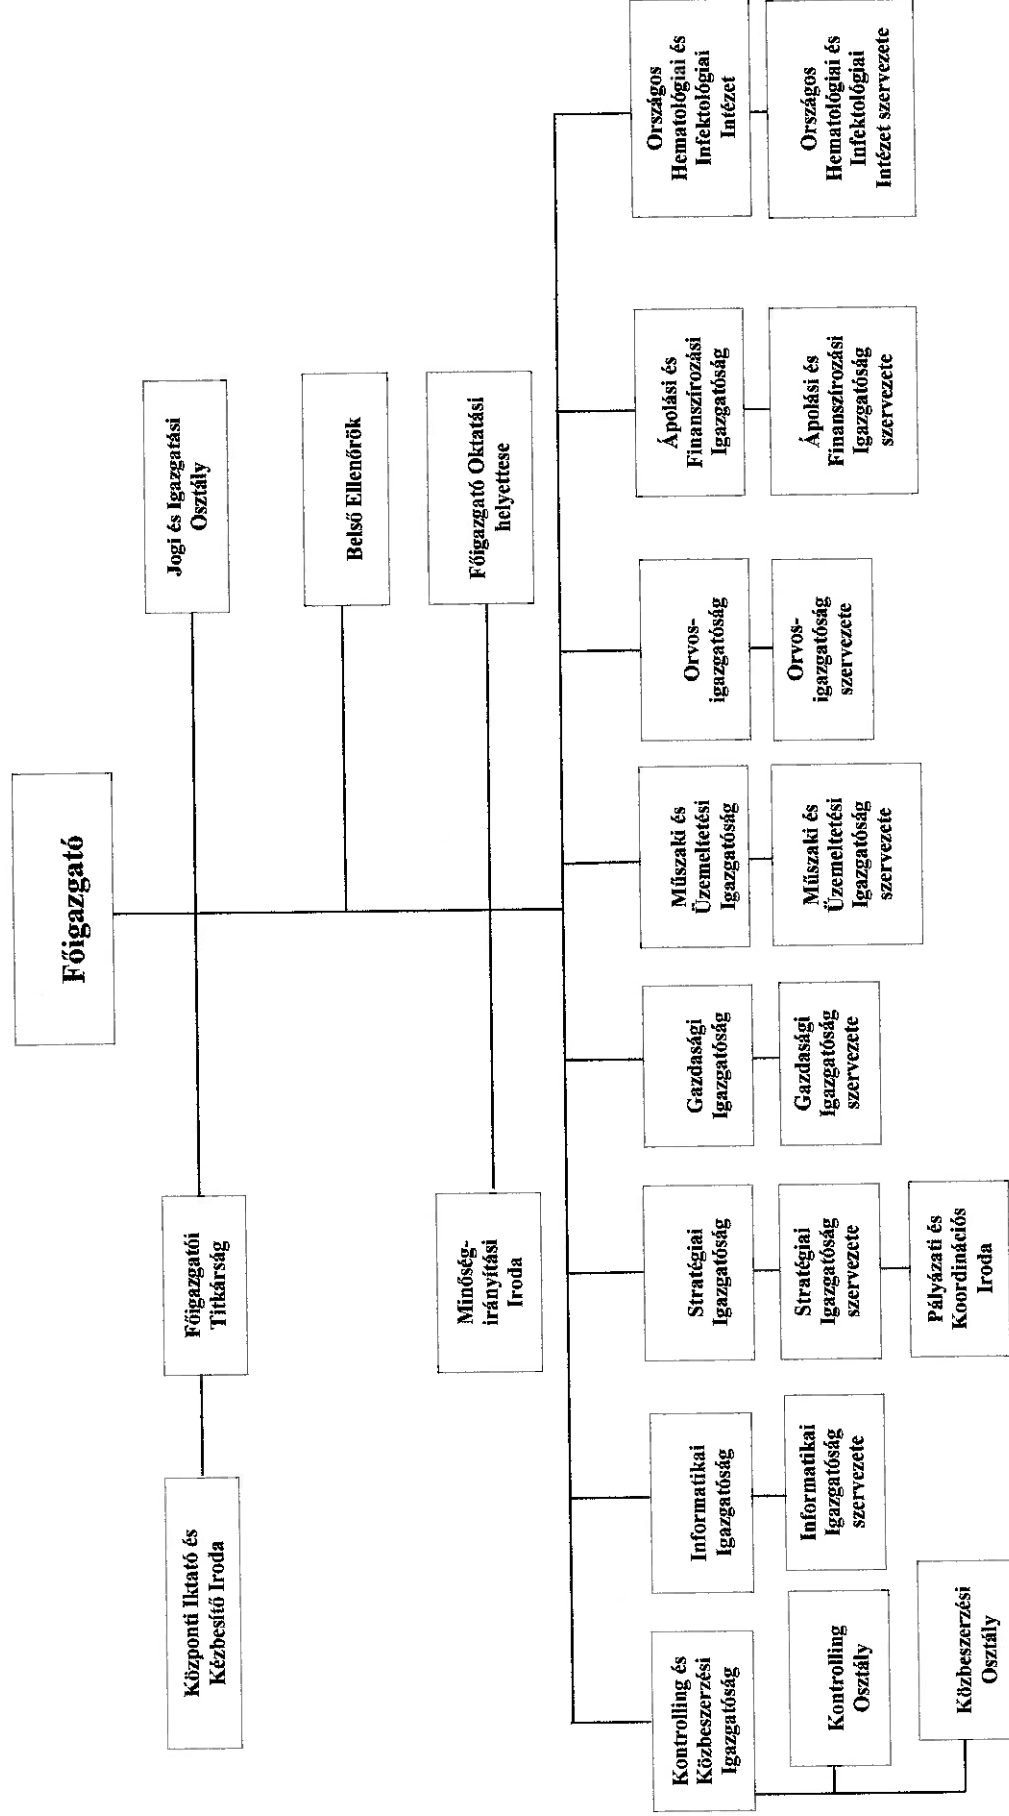 Főigazgató
Jogi és Igazgatási
Osztály
Főigazgatói
Titkárság
Központi Iktató és
Kézbesítő Iroda
Belső Ellenőrök
Főigazgató Oktatási
helyettese
Minőség-
irányítási
Iroda
Kontrolling és
Közbeszerzési
Igazgatóság
Kontrolling
Osztály
Közbeszerzési
Osztály
Informatikai
Igazgatóság
Informatikai
Igazgatóság
szervezete
Stratégiai
Igazgatóság
Stratégiai
Igazgatóság
szervezete
Pályázati és
Koordinációs
Iroda
Gazdasági
Igazgatóság
Gazdasági
Igazgatóság
szervezete
Műszaki és
Üzemeltetési
Igazgatóság
Műszaki és
Üzemeltetési
Igazgatóság
szervezete
Orvos-
igazgatóság
Orvos-
igazgatóság
szervezete
Ápolási és
Finanszírozási
Igazgatóság
Ápolási és
Finanszírozási
Igazgatóság
szervezete
Országos
Hematológiai és
Infektológiai
Intézet
Országos
Hematológiai és
Infektológiai
Intézet szervezete